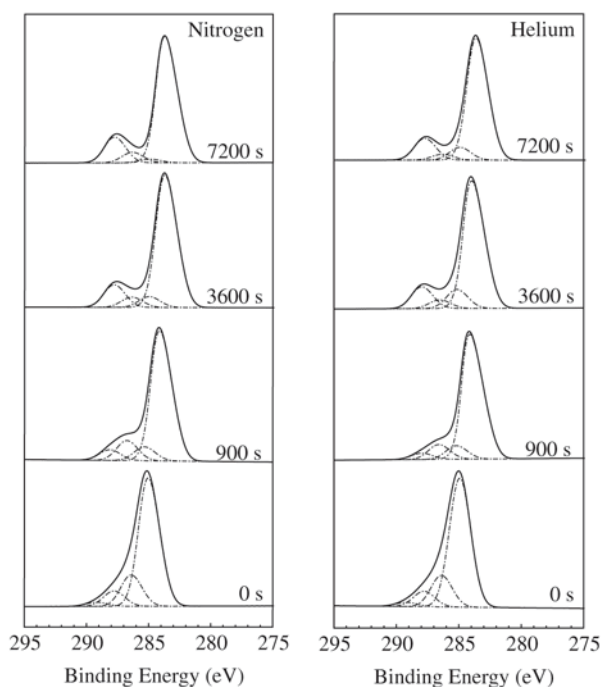 Nitrogen
7200 s
3600 s
900 s
0 s
295 290 285 280 275
Binding Energy (eV)
Helium
7200 s
3600 s
900 s
0 s
295 290 285 280 275
Binding Energy (eV)